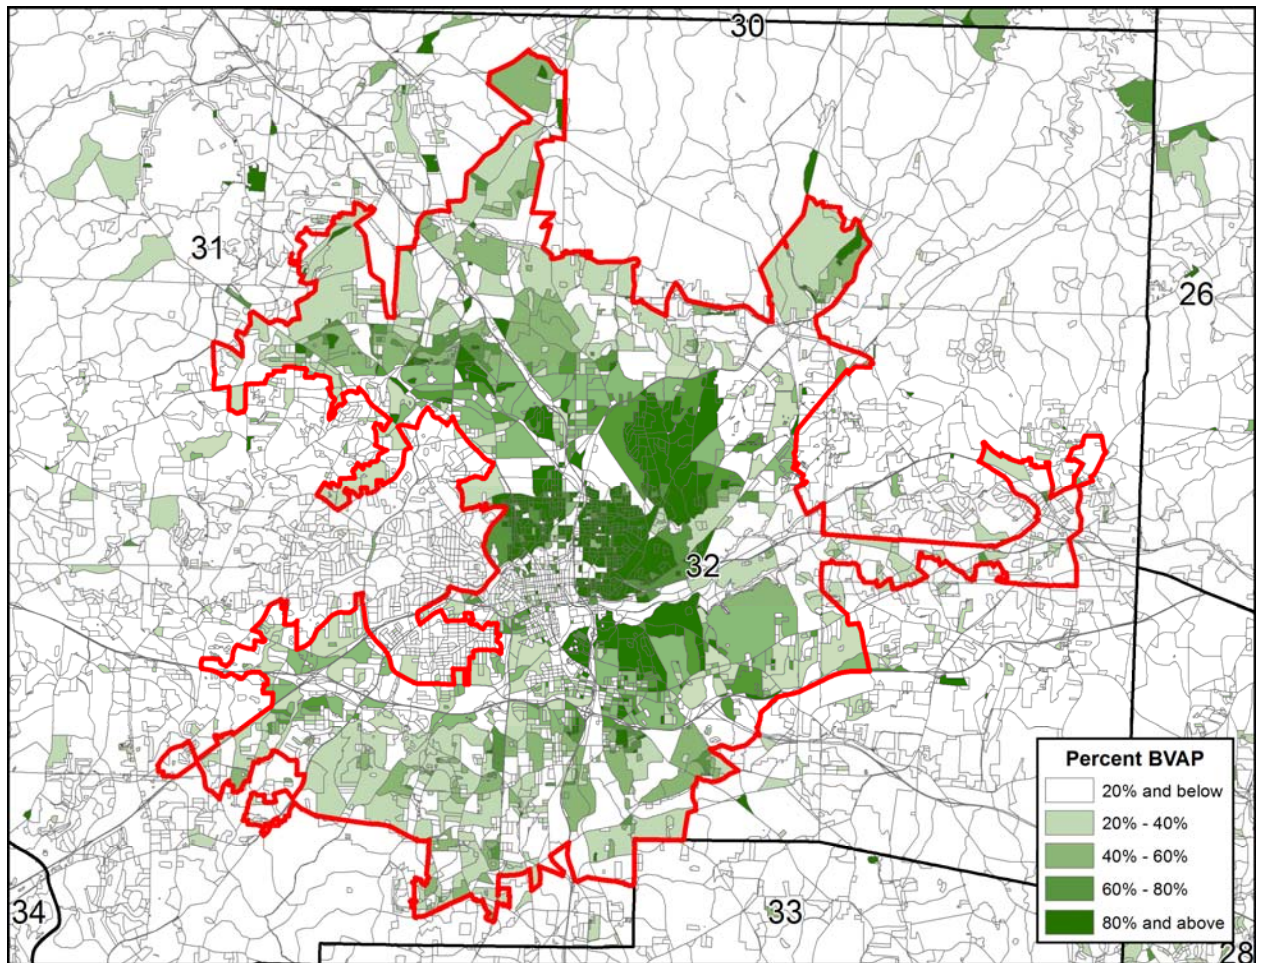 30
31
26
32
Percent BVAP
20% and below
20% - 40%
40% - 60%
60% - 80%
80% and above
34
33
28